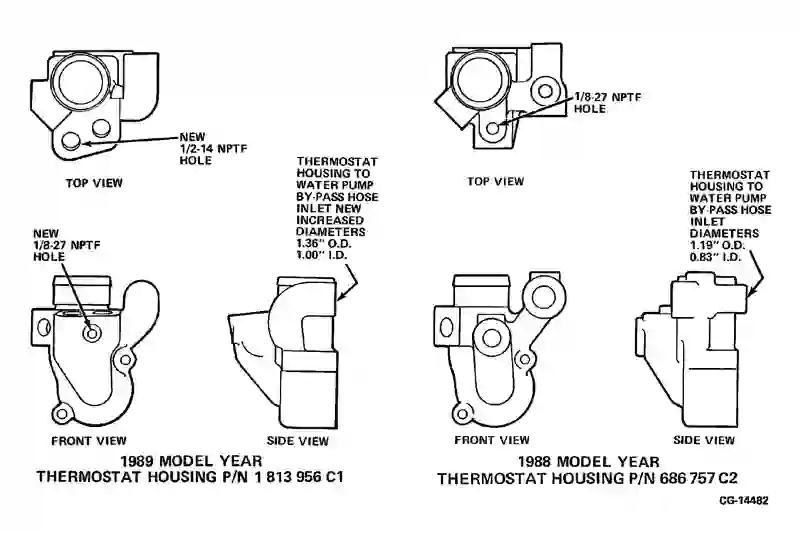 NEW
1/2-14 NPTF
HOLE
TOP VIEW
THERMOSTAT
HOUSING TO
WATER PUMP
BY-PASS HOSE
INLET NEW
INCREASED
DIAMETERS
1.36" O.D.
1.00" I.D.
NEW
1/8-27 NPTF
HOLE
FRONT VIEW
SIDE VIEW
1989 MODEL YEAR
THERMOSTAT HOUSING P/N 1 813 956 C1
1/8-27 NPTF
HOLE
TOP VIEW
THERMOSTAT
HOUSING TO
WATER PUMP
BY-PASS HOSE
INLET
DIAMETERS
1.19" O.D.
0.83" I.D.
FRONT VIEW
SIDE VIEW
1988 MODEL YEAR
THERMOSTAT HOUSING P/N 686 757 C2
CG-14482